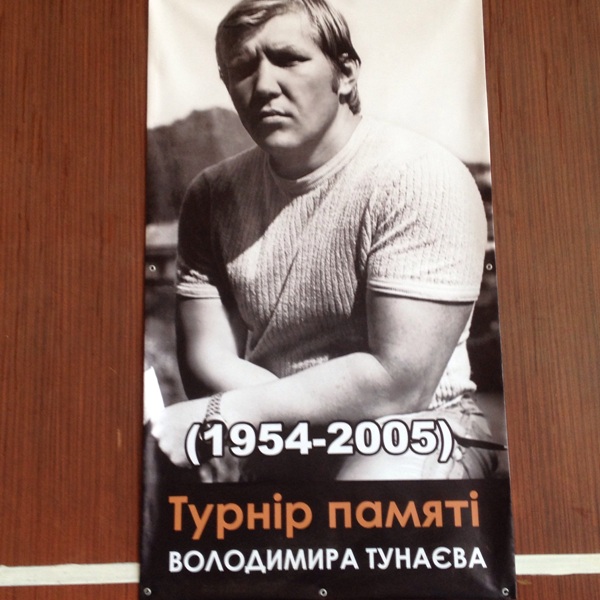 (1954-2005)
Турнір памяті
ВОЛОДИМИРА ТУНАЄВА